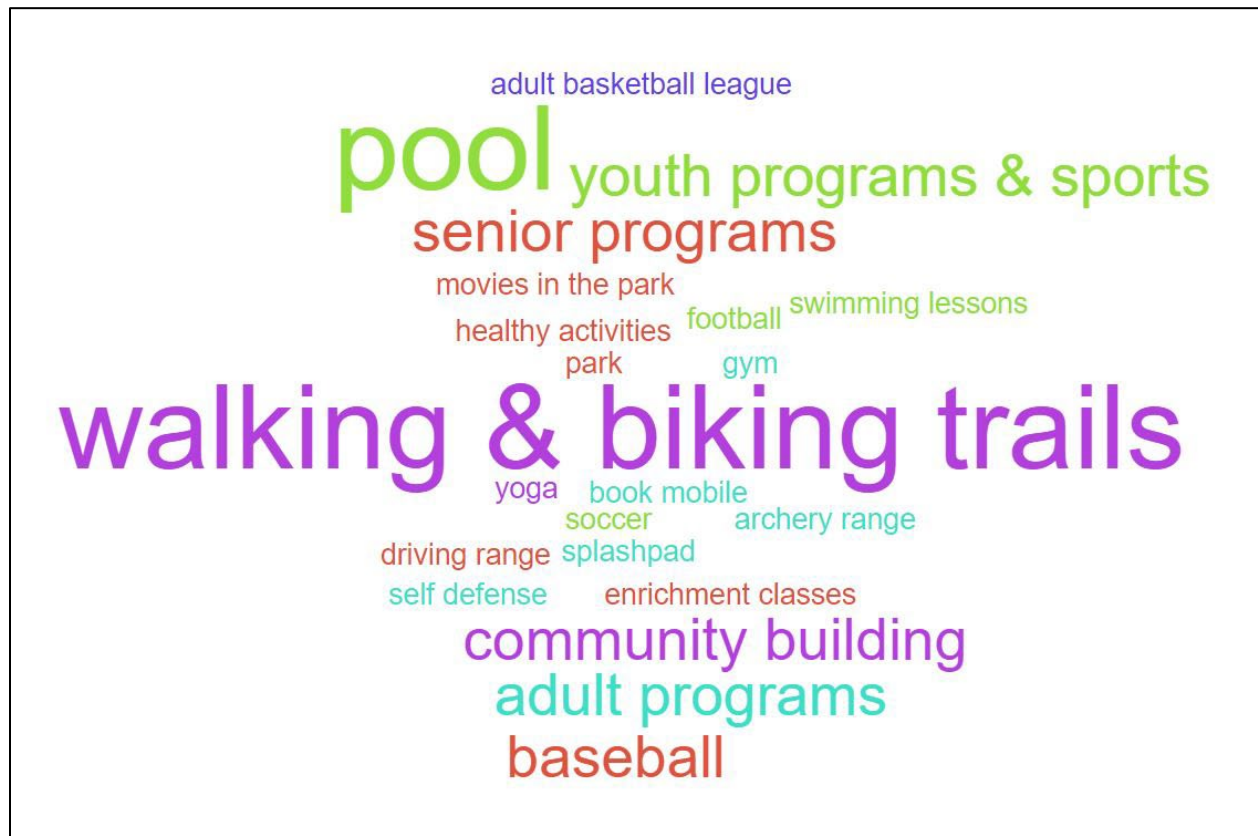 adult basketball league
pool
youth programs & sports
senior programs
movies in the park
swimming lessons
football
healthy activities
park
gym
walking & biking trails
yoga
book mobile
soccer
archery range
driving range
splashpad
self defense
enrichment classes
community building
adult programs
baseball